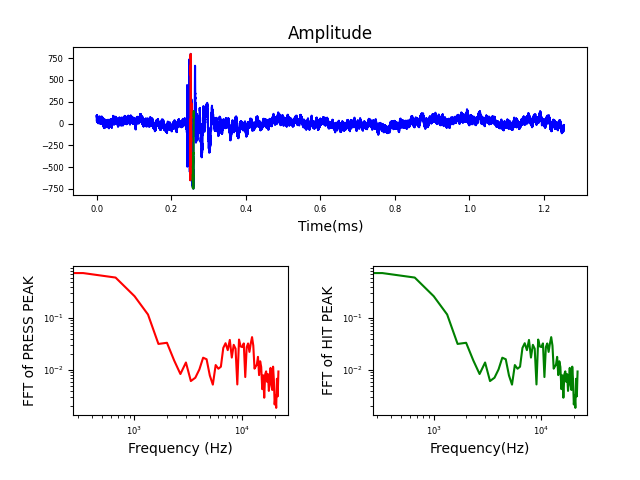 Amplitude
750
500
250
0
−250
−500
−750
0.0 0.2 0.4 0.6 0.8 1.0 1.2
Time(ms)
FFT of PRESS PEAK
10⁻¹
10⁻²
10³ 10⁴
Frequency (Hz)
FFT of HIT PEAK
10⁻¹
10⁻²
10³ 10⁴
Frequency(Hz)